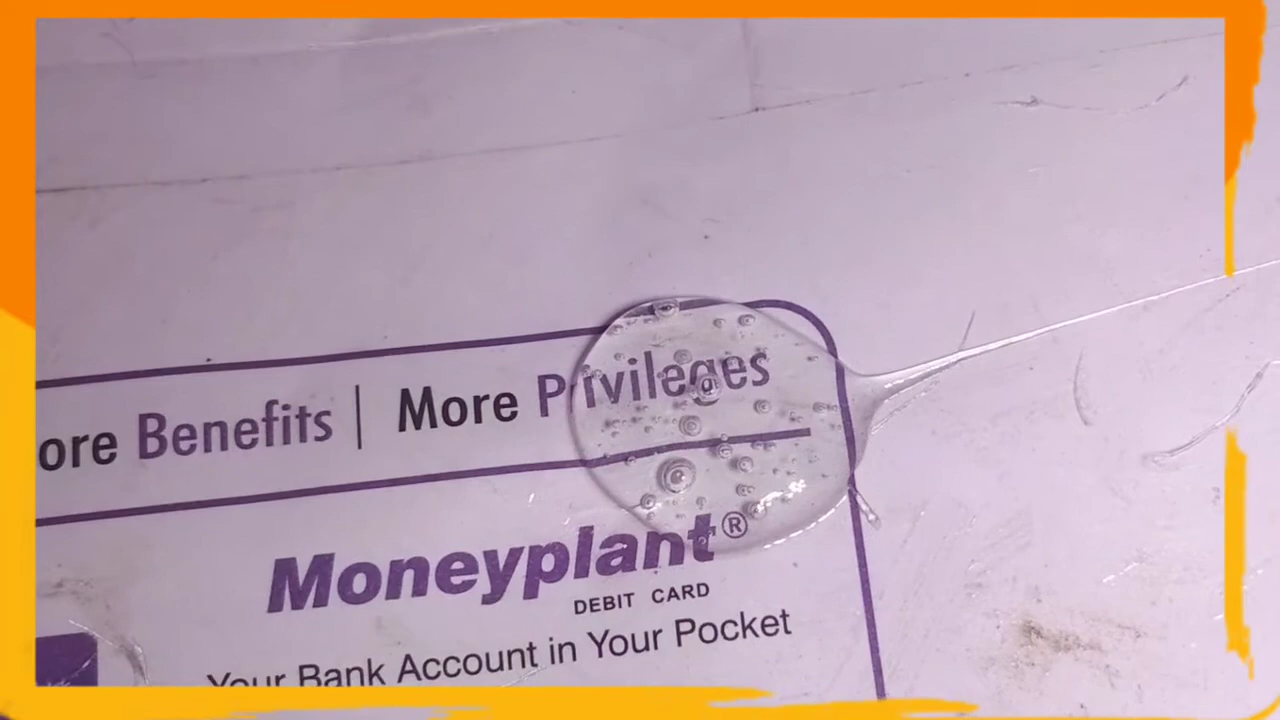 ore Benefits | More Privileges
Moneyplant®
DEBIT CARD
Your Bank Account in Your Pocket